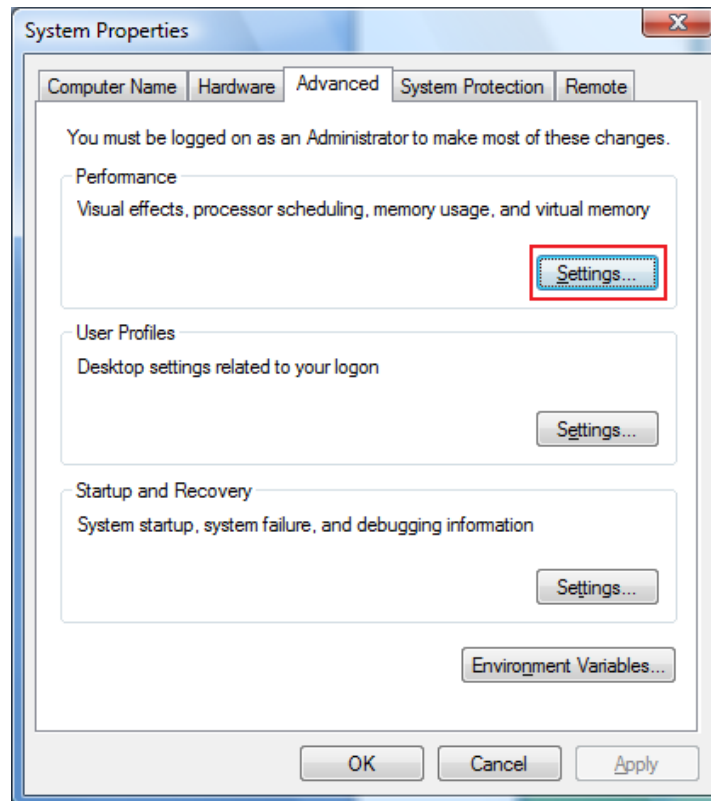 System Properties
Computer Name Hardware Advanced System Protection Remote
You must be logged on as an Administrator to make most of these changes.
Performance
Visual effects, processor scheduling, memory usage, and virtual memory
Settings...
User Profiles
Desktop settings related to your logon
Settings...
Startup and Recovery
System startup, system failure, and debugging information
Settings...
Environment Variables...
OK Cancel Apply